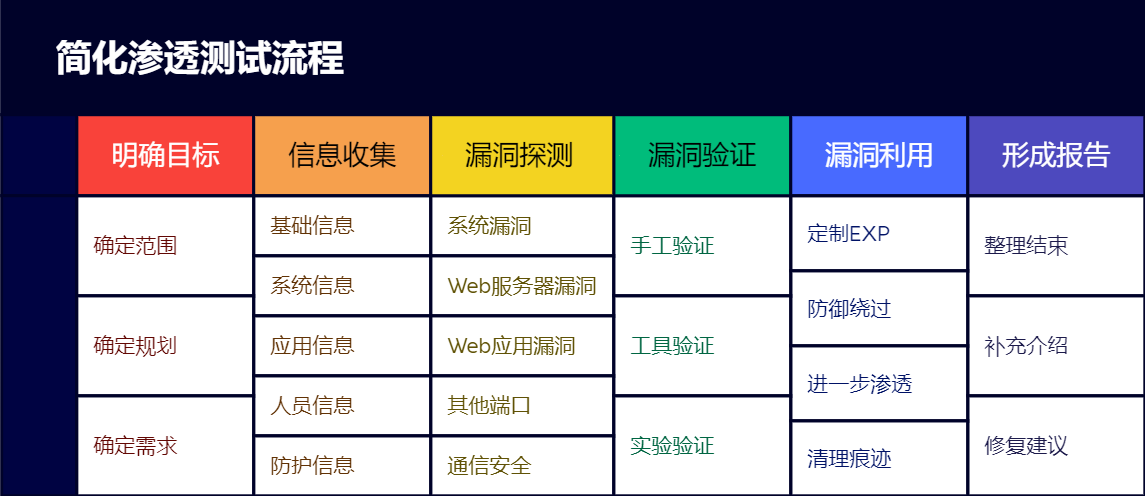 简化渗透测试流程
明确目标
信息收集
漏洞探测
漏洞验证
漏洞利用
形成报告
确定范围
确定规划
确定需求
基础信息
系统信息
应用信息
人员信息
防护信息
系统漏洞
Web服务器漏洞
Web应用漏洞
其他端口
通信安全
手工验证
工具验证
实验验证
定制EXP
防御绕过
进一步渗透
清理痕迹
整理结束
补充介绍
修复建议